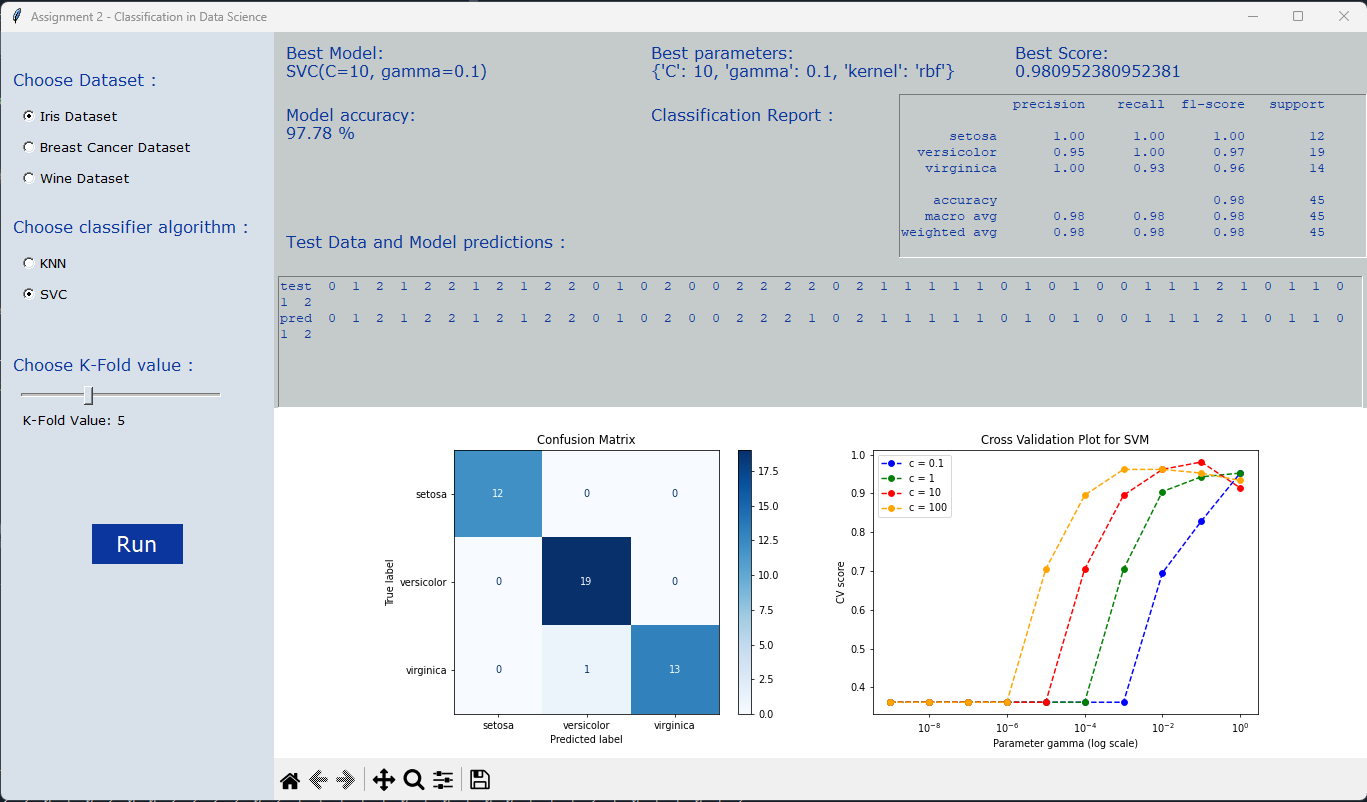 Assignment 2 - Classification in Data Science
Choose Dataset :
Iris Dataset
Breast Cancer Dataset
Wine Dataset
Choose classifier algorithm :
KNN
SVC
Choose K-Fold value :
K-Fold Value: 5
Run
Best Model:
SVC(C=10, gamma=0.1)
Best parameters:
{'C': 10, 'gamma': 0.1, 'kernel': 'rbf'}
Best Score:
0.980952380952381
Model accuracy:
97.78 %
Classification Report :
precision recall f1-score support
setosa 1.00 1.00 1.00 12
versicolor 0.95 1.00 0.97 19
virginica 1.00 0.93 0.96 14
accuracy 0.98 45
macro avg 0.98 0.98 0.98 45
weighted avg 0.98 0.98 0.98 45
Test Data and Model predictions :
test 0 1 2 1 2 2 1 2 1 2 2 0 1 0 2 0 0 2 2 2 2 0 2 1 1 1 1 1 0 1 0 1 0 0 1 1 1 2 1 0 1 1 0
1 2
pred 0 1 2 1 2 2 1 2 1 2 2 0 1 0 2 0 0 2 2 2 1 0 2 1 1 1 1 1 0 1 0 1 0 0 1 1 1 2 1 0 1 1 0
1 2
Confusion Matrix
setosa
versicolor
virginica
True label
12 0 0
0 19 0
0 1 13
setosa versicolor virginica
Predicted label
17.5
15.0
12.5
10.0
7.5
5.0
2.5
0.0
Cross Validation Plot for SVM
c = 0.1
c = 1
c = 10
c = 100
1.0
0.9
0.8
0.7
0.6
0.5
0.4
CV score
10⁻⁸ 10⁻⁶ 10⁻⁴ 10⁻² 10⁰
Parameter gamma (log scale)